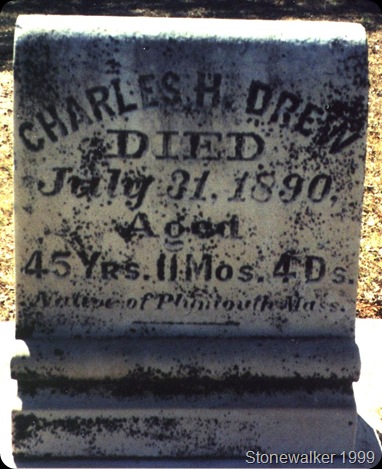 CHARLES H. DREW
DIED
July 31, 1890,
Aged
45 Yrs. 11 Mos. 4 Ds.
Native of Plymouth Mass.
Stonewalker 1999